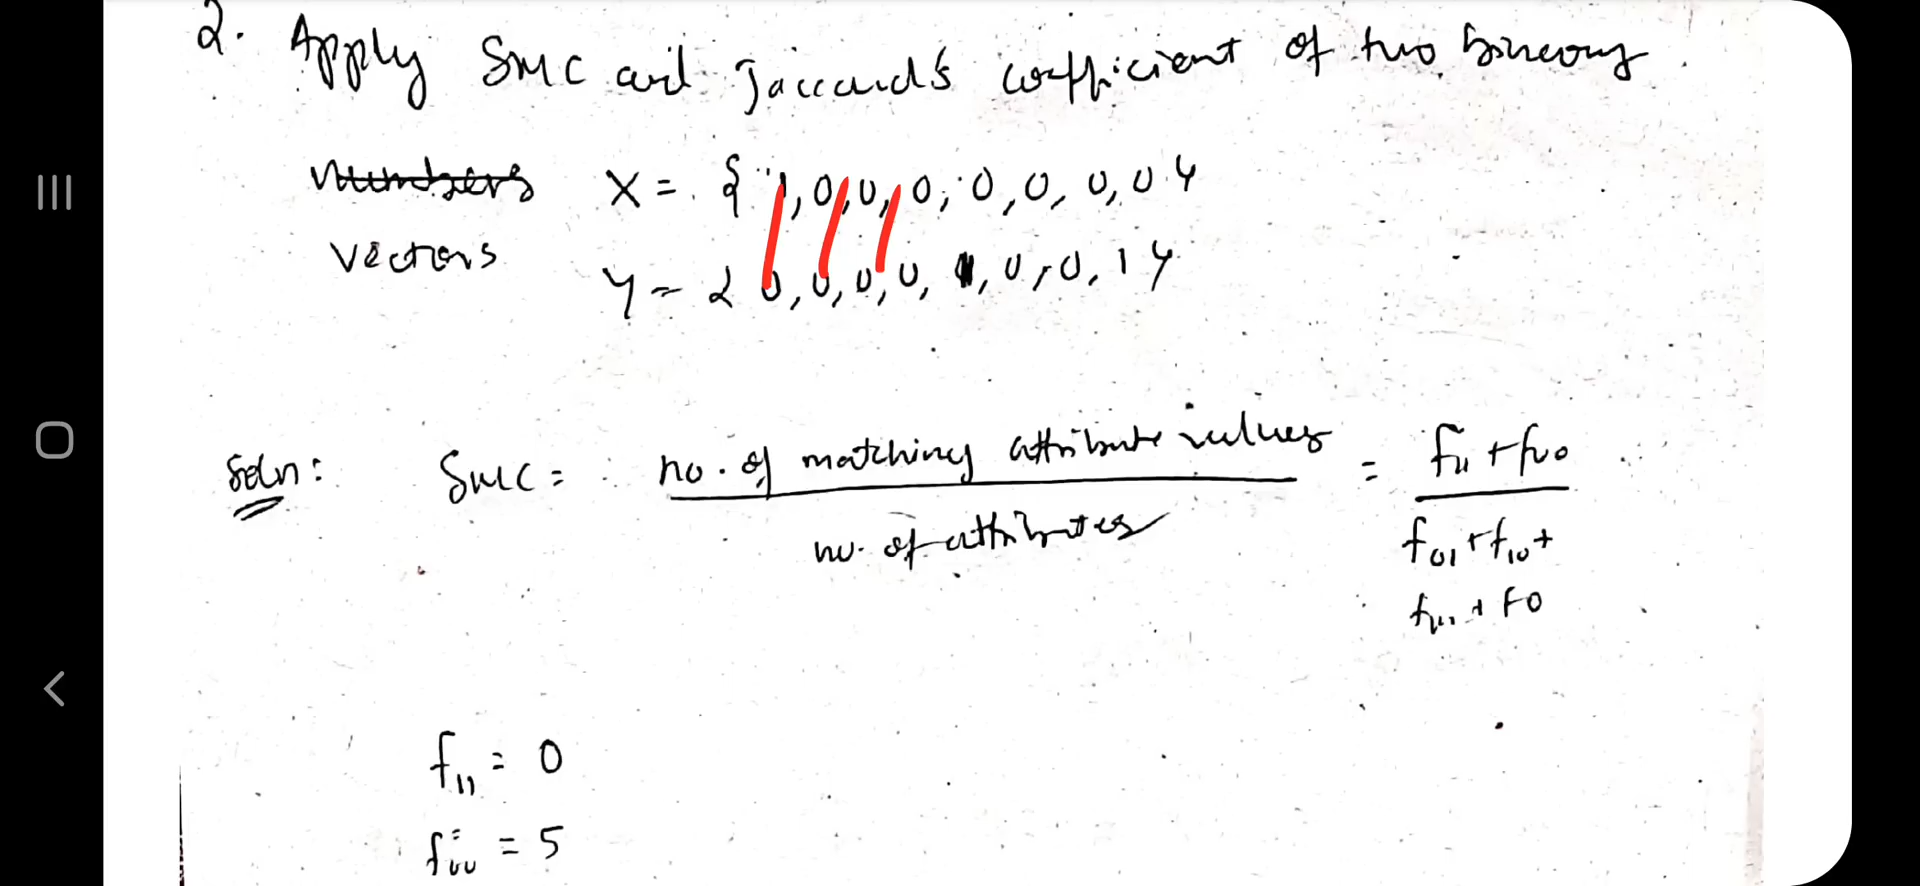 2. Apply SMC and Jaccard's coefficient of two binary
numbers X = { 1, 0, 0, 0, 0, 0, 0, 0 }
vectors Y = { 0, 0, 0, 0, 1, 0, 0, 1 }
Soln: SMC = no. of matching attribute values / no. of attributes = f11 + f00 / f01 + f10 + f11 + f0
f11 = 0
f00 = 5